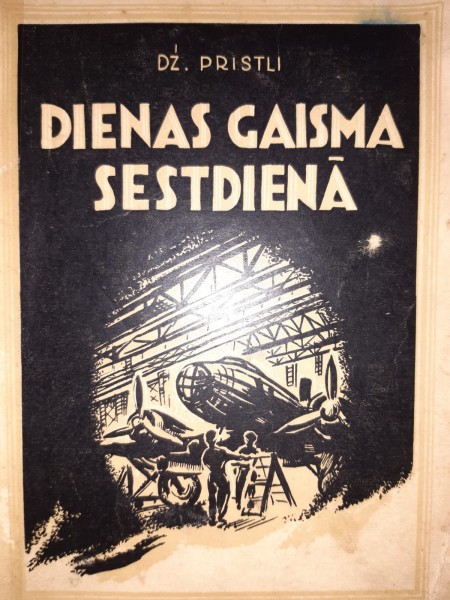 DŽ. PRISTLI
DIENAS GAISMA
SESTDIENĀ